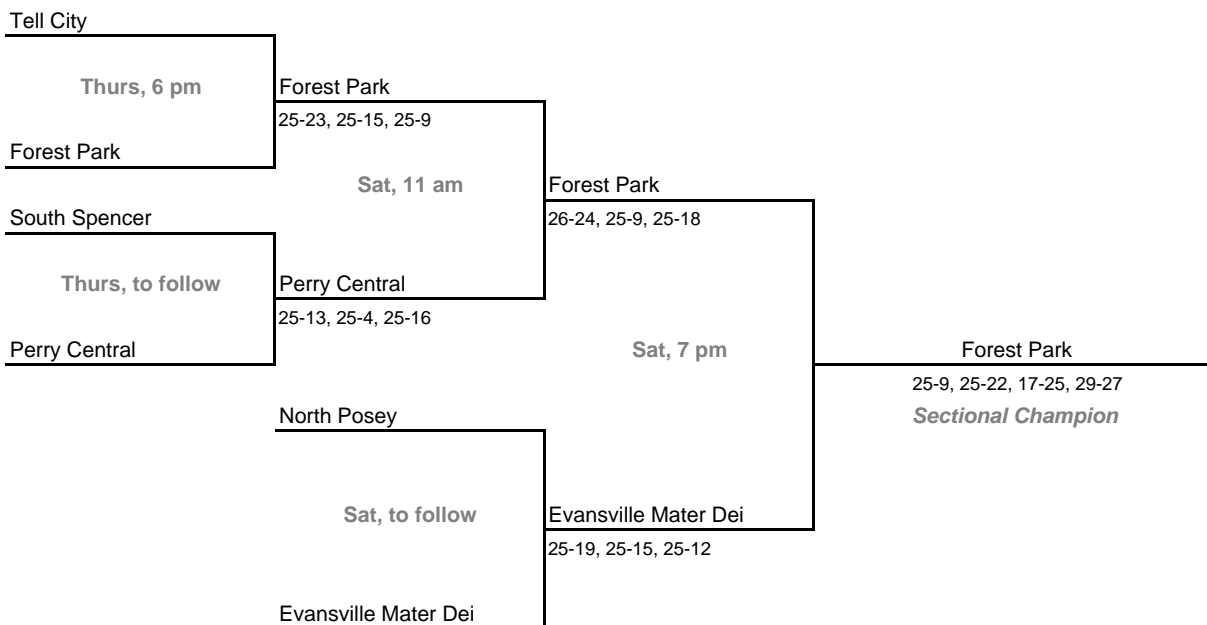 Tell City
Thurs, 6 pm
Forest Park
25-23, 25-15, 25-9
Forest Park
Sat, 11 am
Forest Park
26-24, 25-9, 25-18
South Spencer
Thurs, to follow
Perry Central
25-13, 25-4, 25-16
Perry Central
Sat, 7 pm
Forest Park
25-9, 25-22, 17-25, 29-27
Sectional Champion
North Posey
Sat, to follow
Evansville Mater Dei
25-19, 25-15, 25-12
Evansville Mater Dei